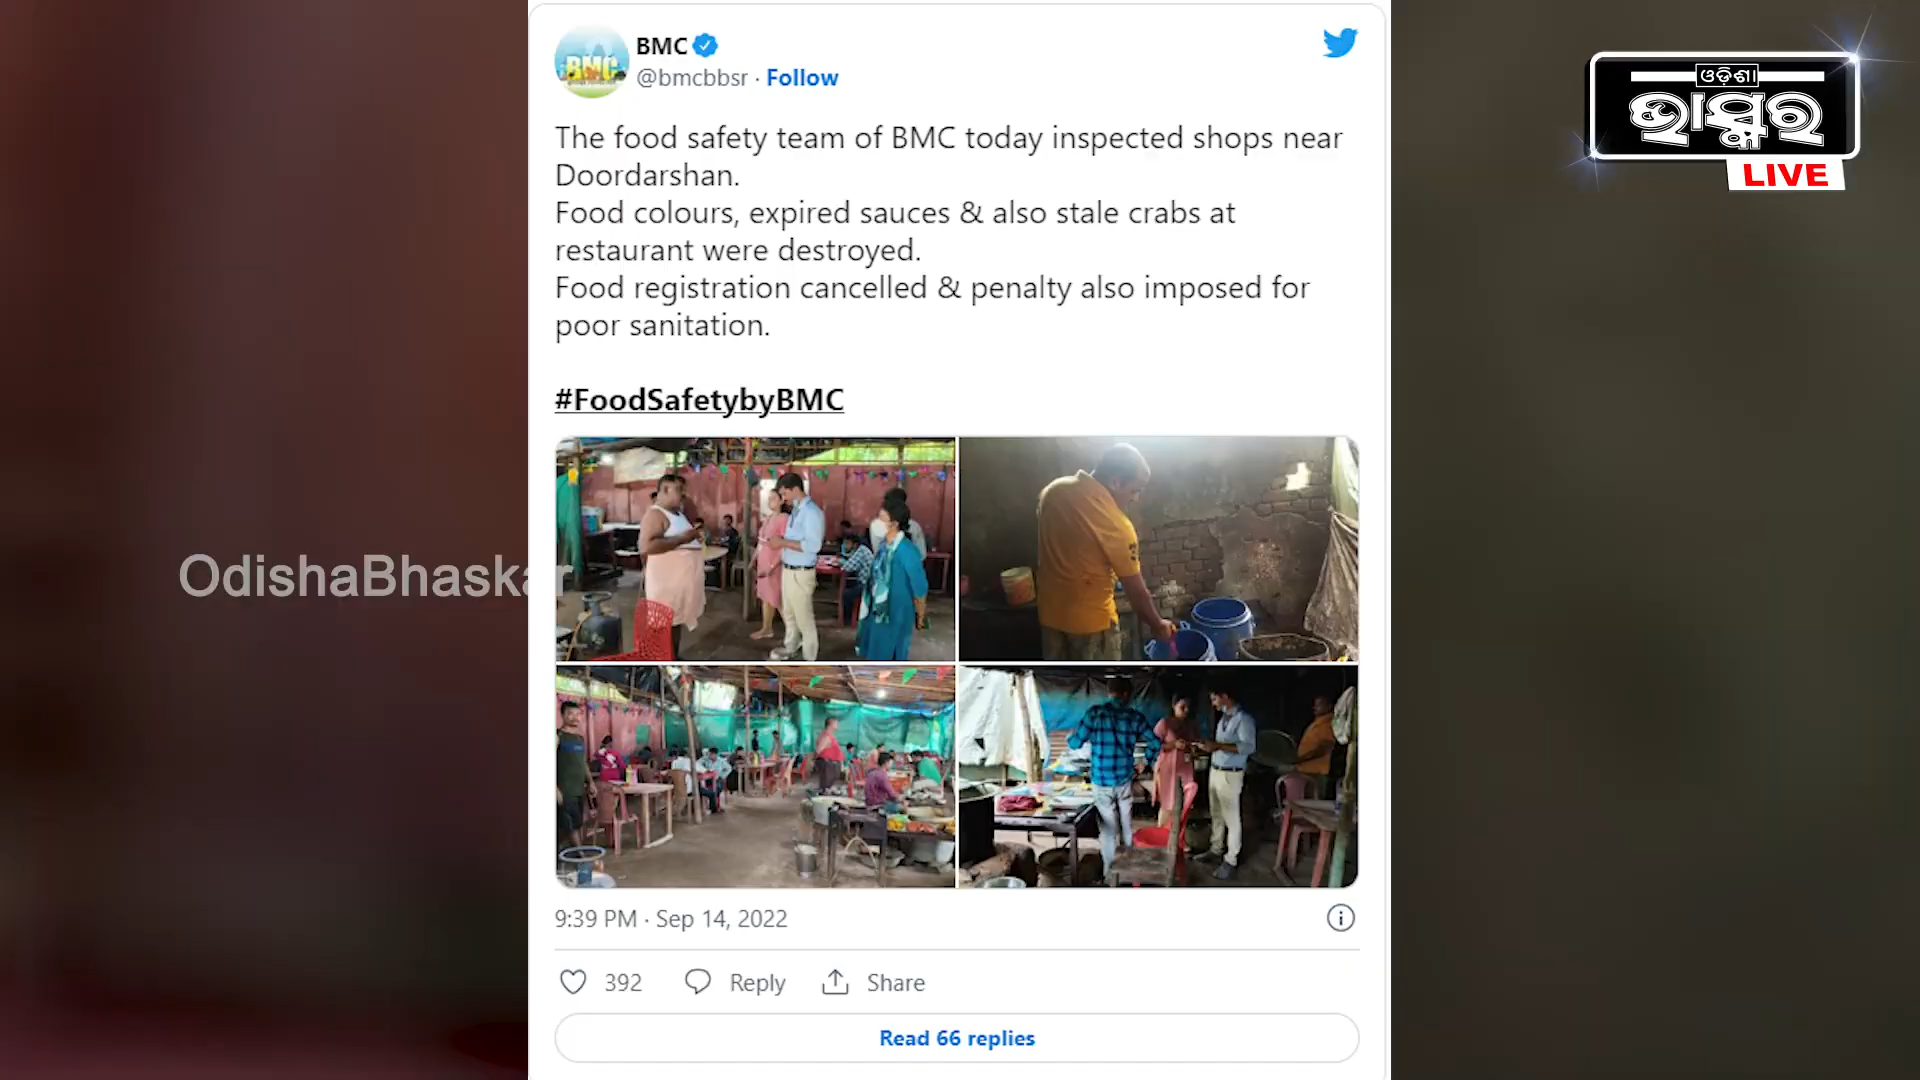 BMC
@bmcbbsr · Follow
The food safety team of BMC today inspected shops near
Doordarshan.
Food colours, expired sauces & also stale crabs at
restaurant were destroyed.
Food registration cancelled & penalty also imposed for
poor sanitation.
#FoodSafetybyBMC
9:39 PM · Sep 14, 2022
392 Reply Share
Read 66 replies
ଓଡ଼ିଶା
ଭାସ୍କର
LIVE
OdishaBhaskar
BMC